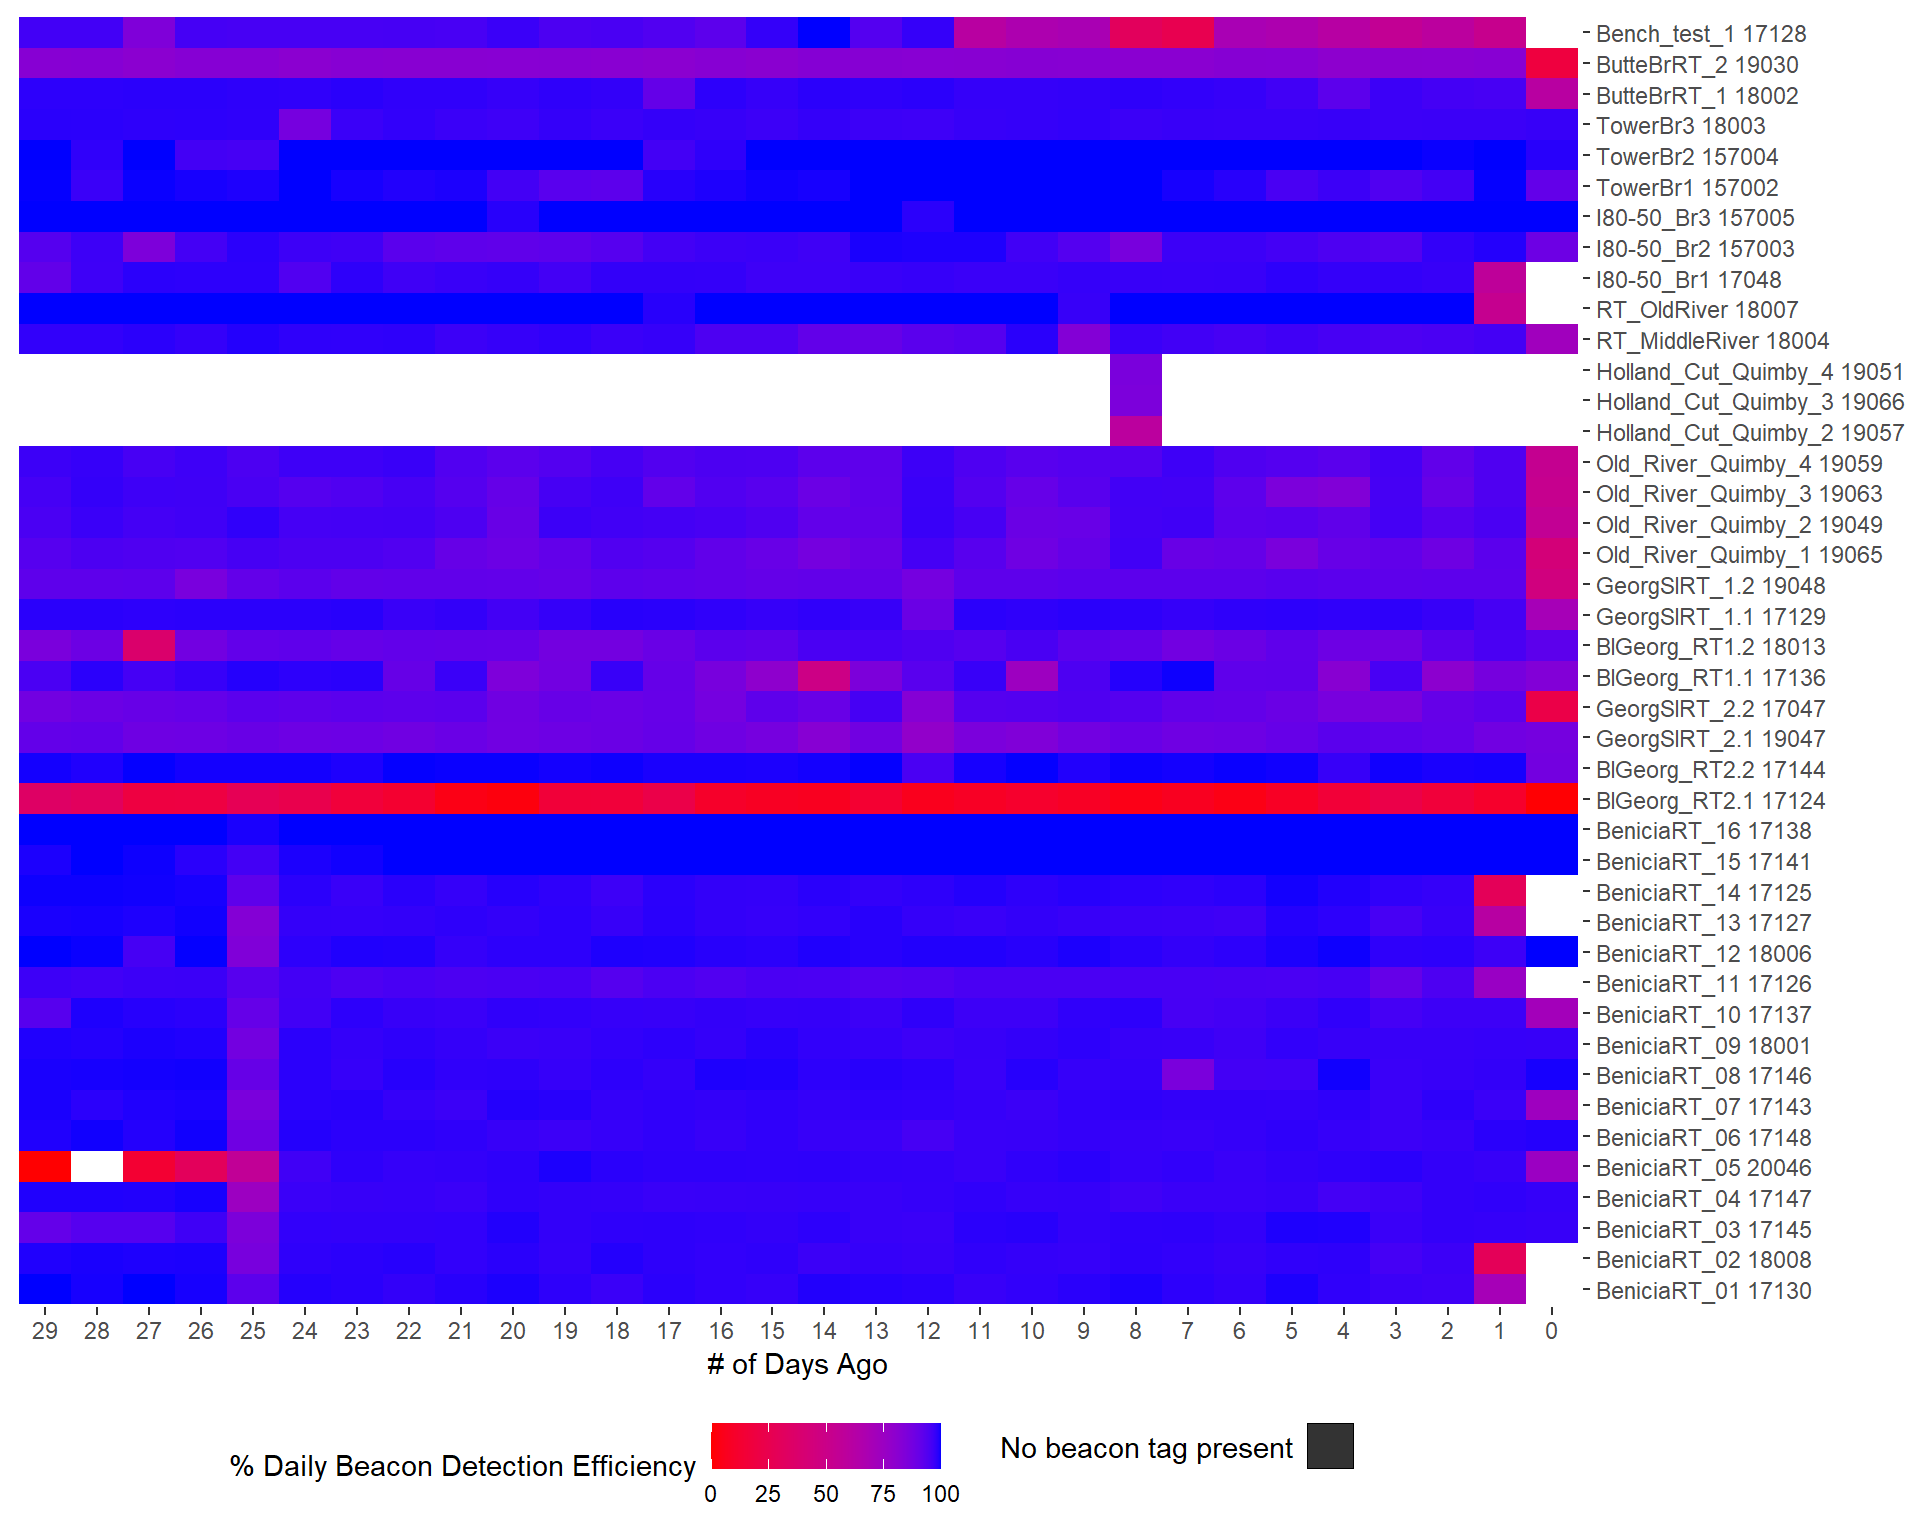 Bench_test_1 17128
ButteBrRT_2 19030
ButteBrRT_1 18002
TowerBr3 18003
TowerBr2 157004
TowerBr1 157002
I80-50_Br3 157005
I80-50_Br2 157003
I80-50_Br1 17048
RT_OldRiver 18007
RT_MiddleRiver 18004
Holland_Cut_Quimby_4 19051
Holland_Cut_Quimby_3 19066
Holland_Cut_Quimby_2 19057
Old_River_Quimby_4 19059
Old_River_Quimby_3 19063
Old_River_Quimby_2 19049
Old_River_Quimby_1 19065
GeorgSlRT_1.2 19048
GeorgSlRT_1.1 17129
BlGeorg_RT1.2 18013
BlGeorg_RT1.1 17136
GeorgSlRT_2.2 17047
GeorgSlRT_2.1 19047
BlGeorg_RT2.2 17144
BlGeorg_RT2.1 17124
BeniciaRT_16 17138
BeniciaRT_15 17141
BeniciaRT_14 17125
BeniciaRT_13 17127
BeniciaRT_12 18006
BeniciaRT_11 17126
BeniciaRT_10 17137
BeniciaRT_09 18001
BeniciaRT_08 17146
BeniciaRT_07 17143
BeniciaRT_06 17148
BeniciaRT_05 20046
BeniciaRT_04 17147
BeniciaRT_03 17145
BeniciaRT_02 18008
BeniciaRT_01 17130
29 28 27 26 25 24 23 22 21 20 19 18 17 16 15 14 13 12 11 10 9 8 7 6 5 4 3 2 1 0
# of Days Ago
% Daily Beacon Detection Efficiency
0 25 50 75 100
No beacon tag present